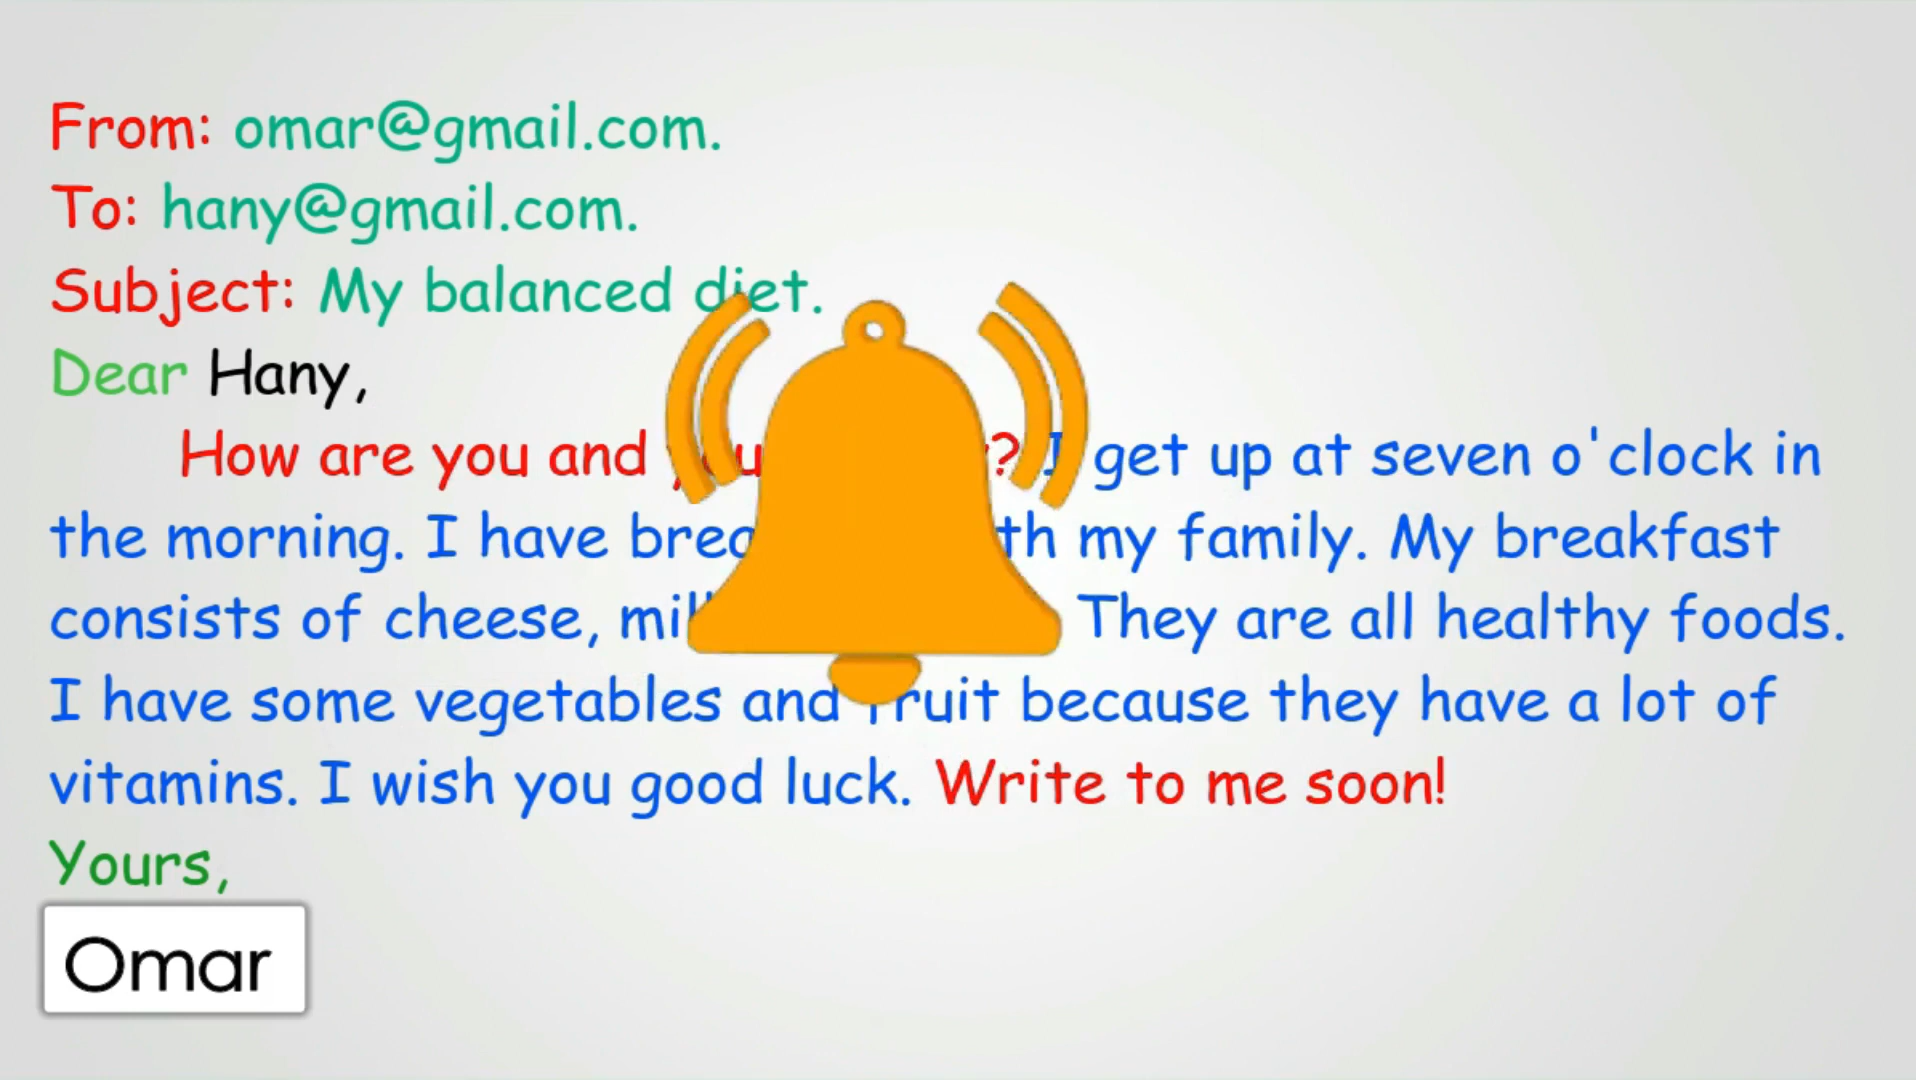 From: omar@gmail.com.
To: hany@gmail.com.
Subject: My balanced diet.
Dear Hany,
How are you and I get up at seven o'clock in
the morning. I have my family. My breakfast
consists of cheese, They are all healthy foods.
I have some vegetables and fruit because they have a lot of
vitamins. I wish you good luck. Write to me soon!
Yours,
Omar